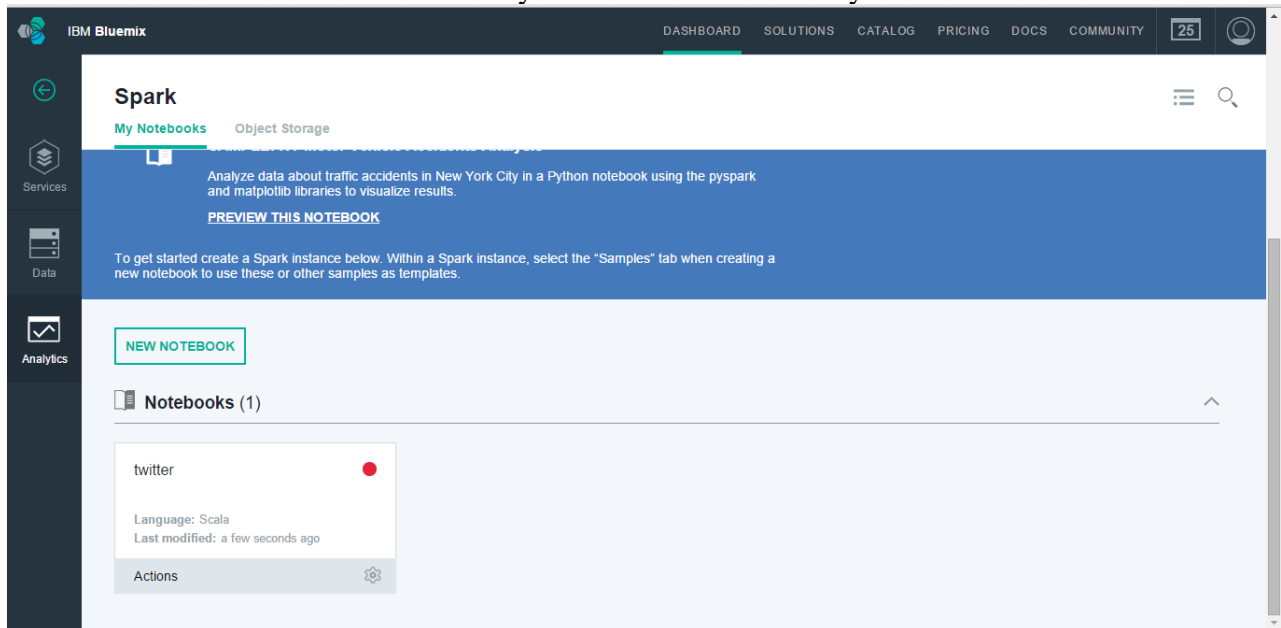 IBM Bluemix
DASHBOARD SOLUTIONS CATALOG PRICING DOCS COMMUNITY 25
Spark
My Notebooks Object Storage
Services
Analyze data about traffic accidents in New York City in a Python notebook using the pyspark
and matplotlib libraries to visualize results.
PREVIEW THIS NOTEBOOK
Data
To get started create a Spark instance below. Within a Spark instance, select the “Samples” tab when creating a
new notebook to use these or other samples as templates.
Analytics
NEW NOTEBOOK
Notebooks (1)
twitter
Language: Scala
Last modified: a few seconds ago
Actions